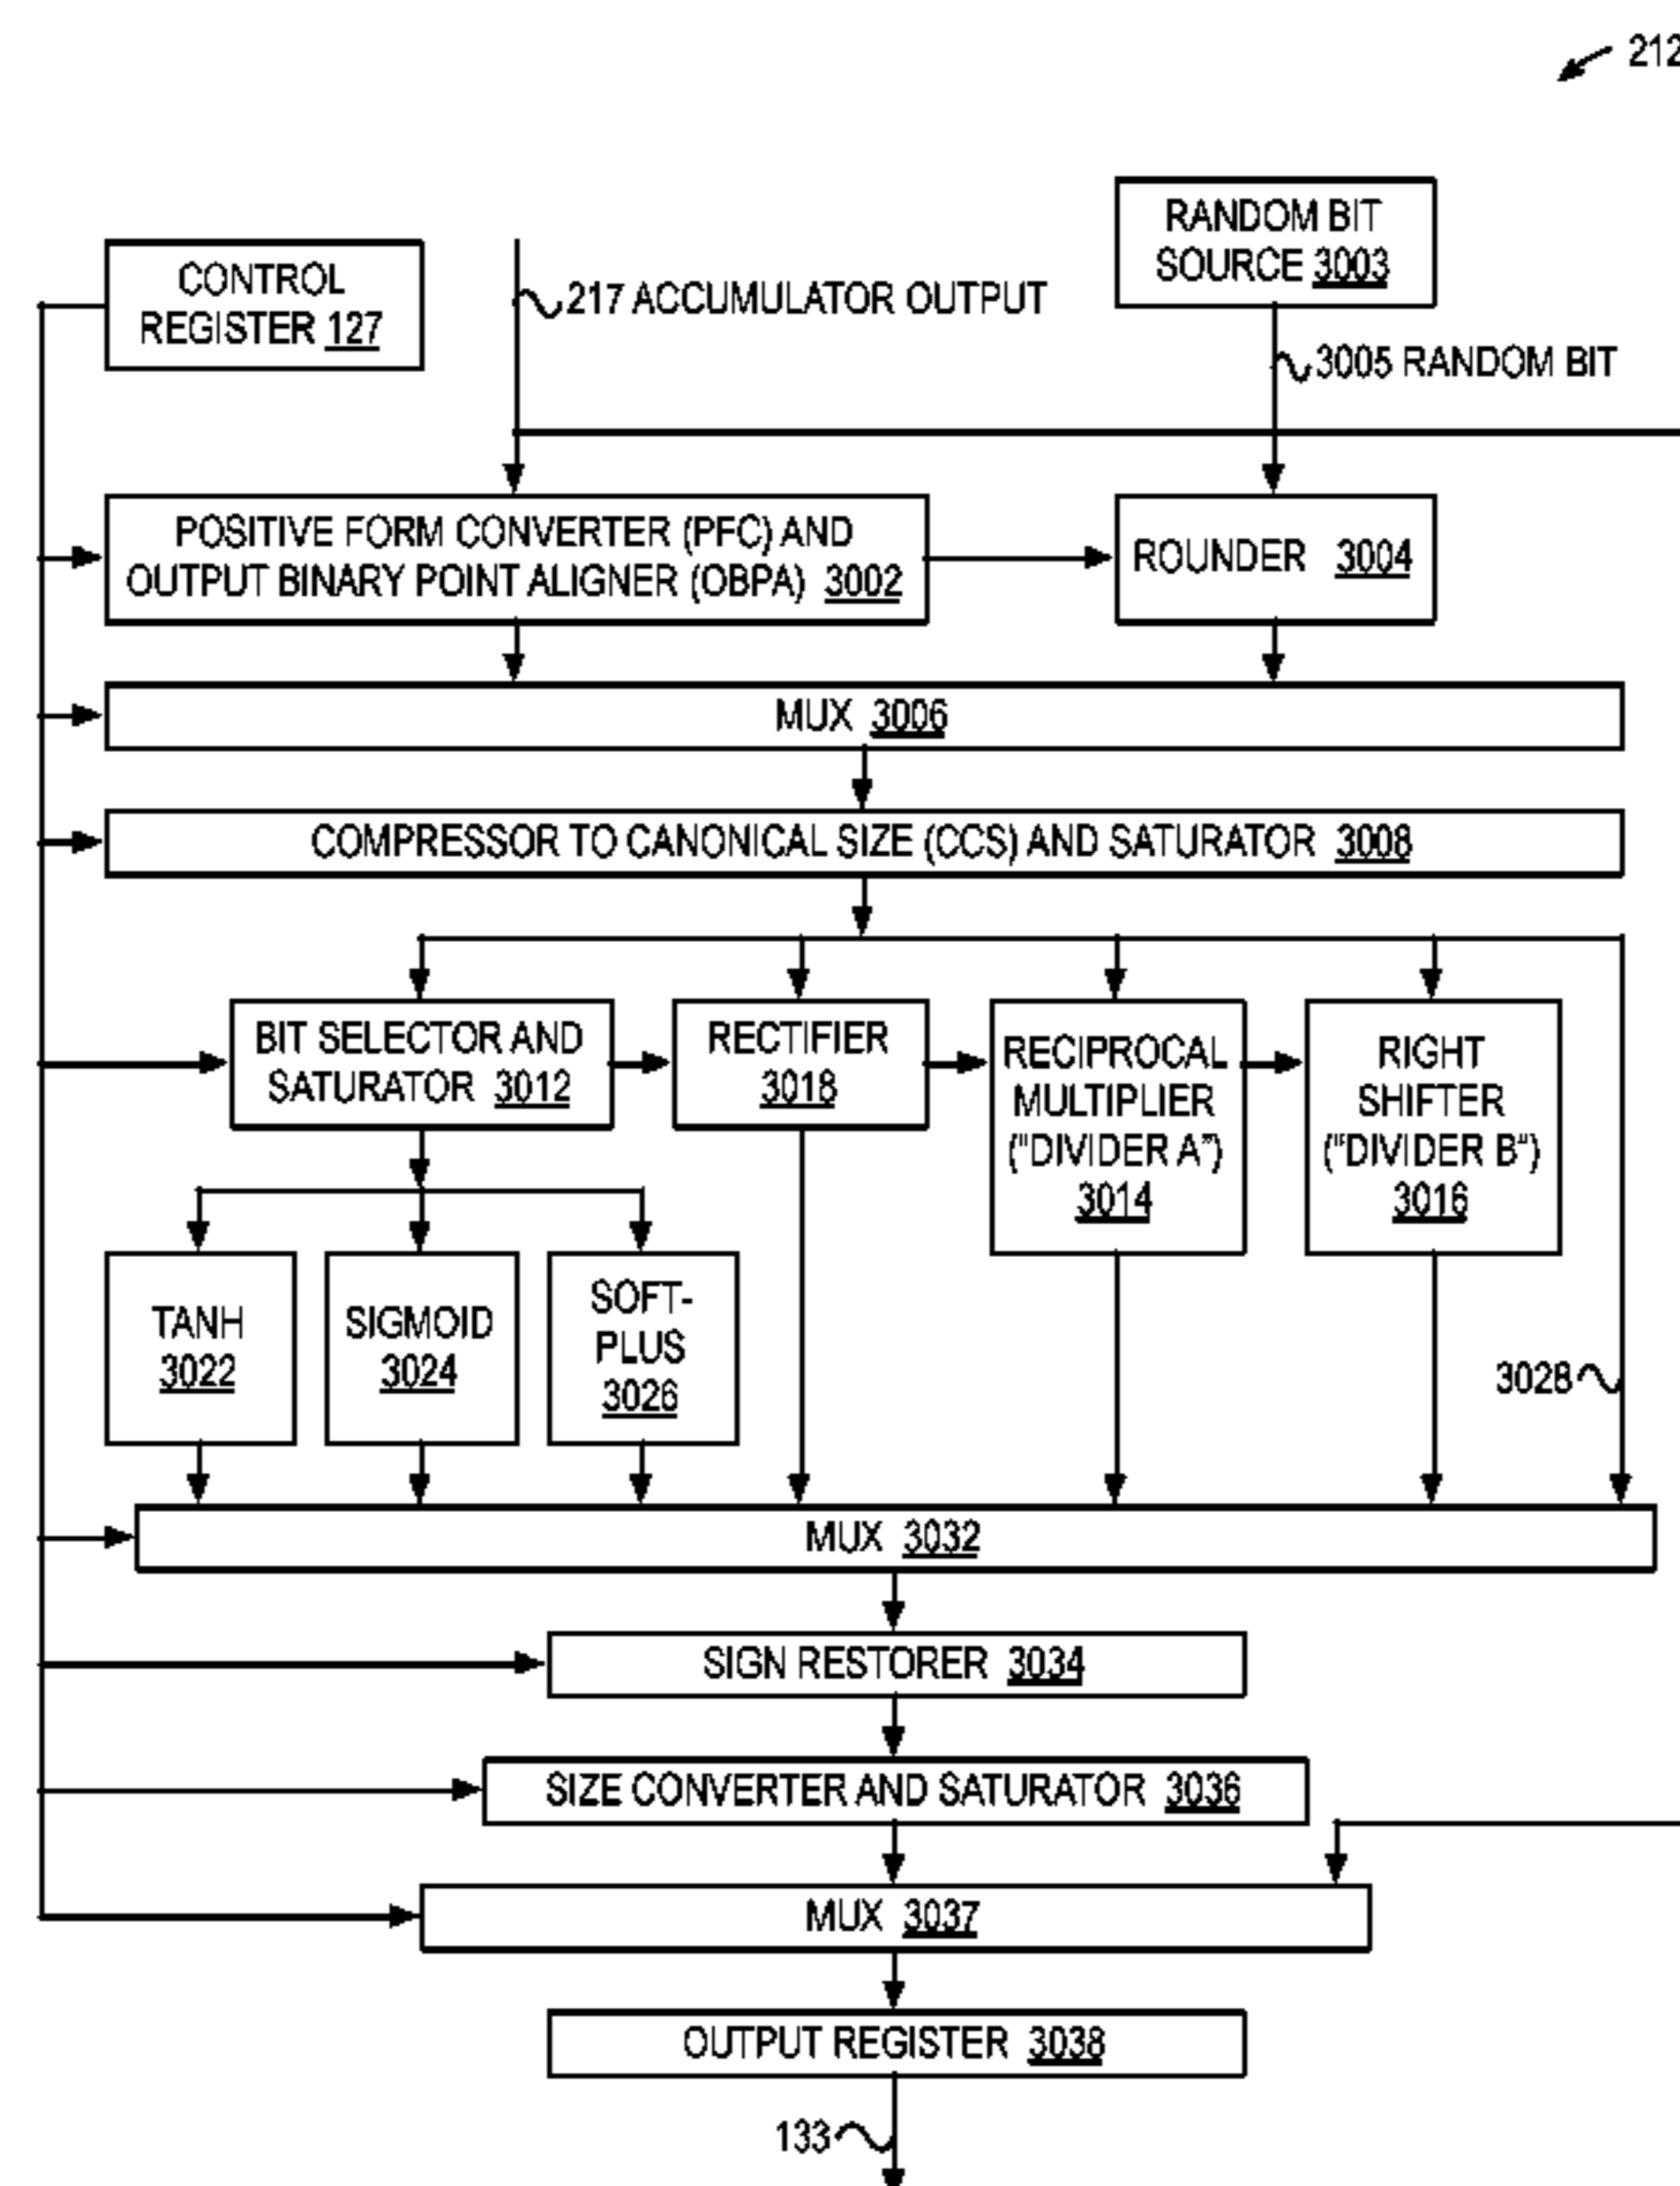 212
RANDOM BIT
SOURCE 3003
CONTROL
REGISTER 127
217 ACCUMULATOR OUTPUT
3005 RANDOM BIT
POSITIVE FORM CONVERTER (PFC) AND
OUTPUT BINARY POINT ALIGNER (OBPA) 3002
ROUNDER 3004
MUX 3006
COMPRESSOR TO CANONICAL SIZE (CCS) AND SATURATOR 3008
BIT SELECTOR AND
SATURATOR 3012
RECTIFIER
3018
RECIPROCAL
MULTIPLIER
("DIVIDER A")
3014
RIGHT
SHIFTER
("DIVIDER B")
3016
TANH
3022
SIGMOID
3024
SOFT-
PLUS
3026
3028
MUX 3032
SIGN RESTORER 3034
SIZE CONVERTER AND SATURATOR 3036
MUX 3037
OUTPUT REGISTER 3038
133